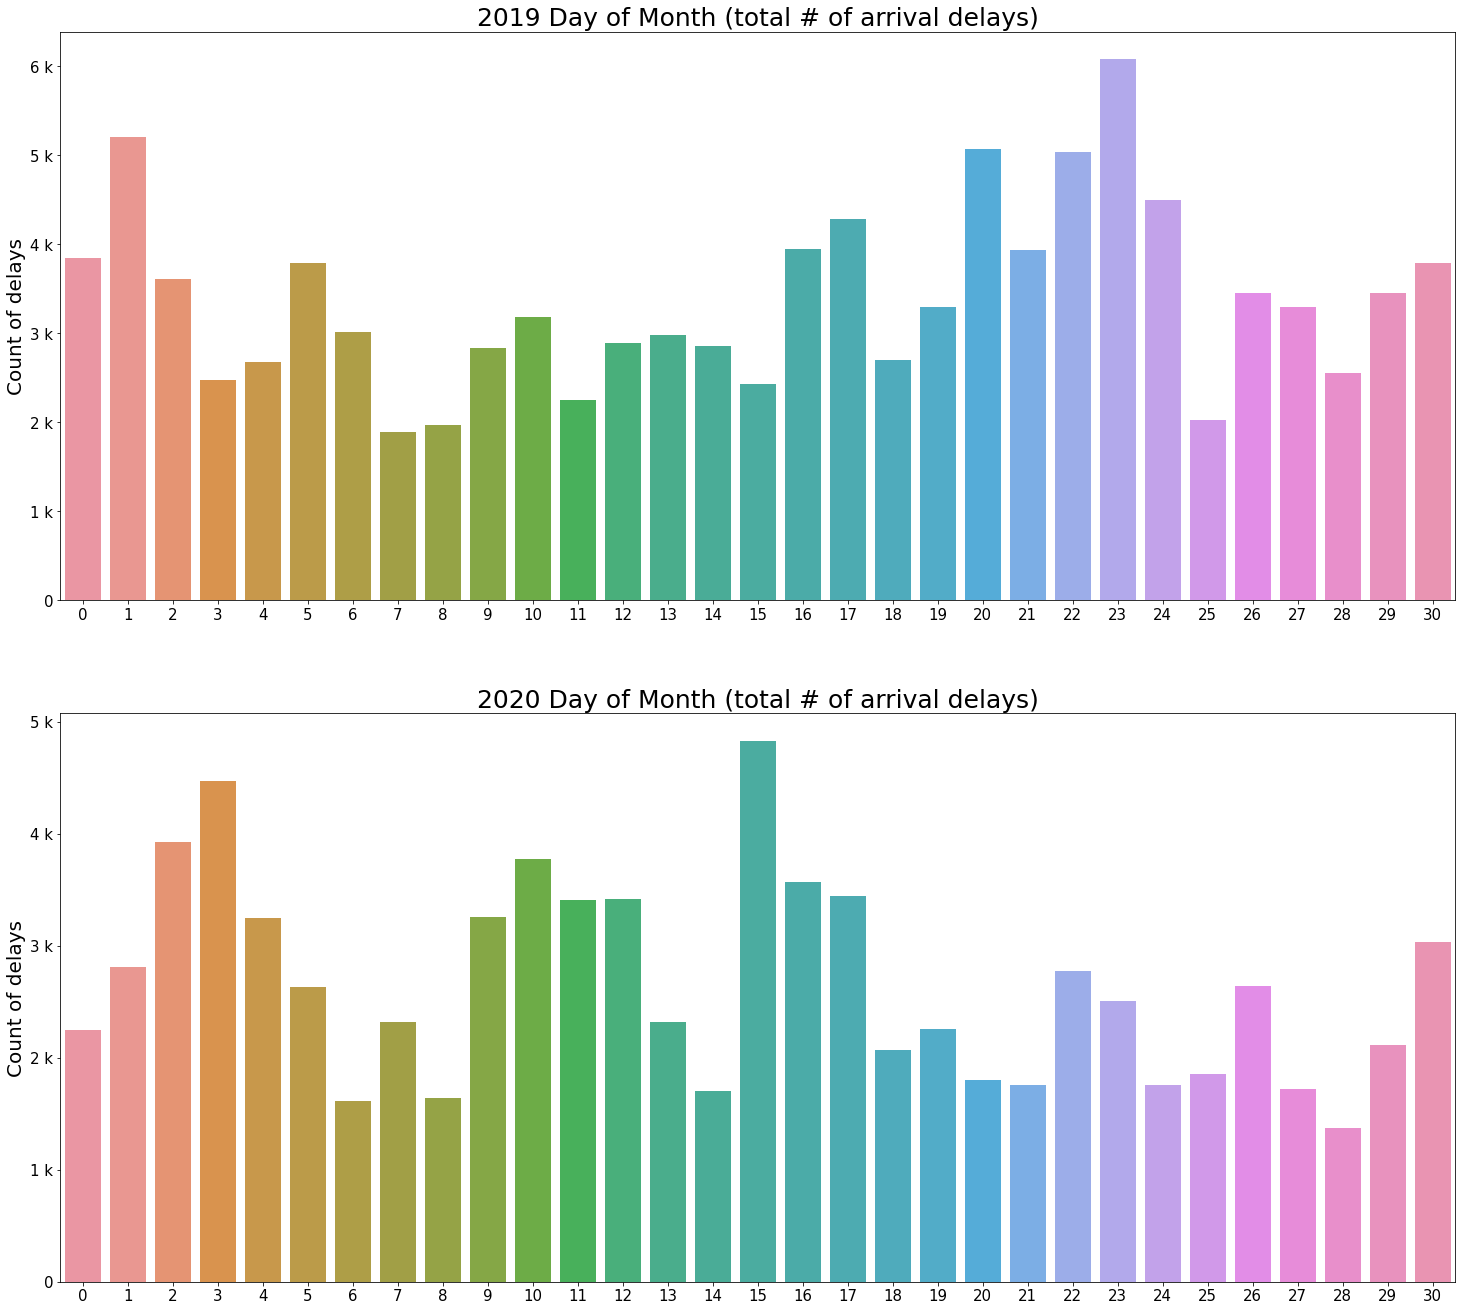 2019 Day of Month (total # of arrival delays)
6 k
5 k
4 k
3 k
2 k
1 k
0
Count of delays
0 1 2 3 4 5 6 7 8 9 10 11 12 13 14 15 16 17 18 19 20 21 22 23 24 25 26 27 28 29 30
2020 Day of Month (total # of arrival delays)
5 k
4 k
3 k
2 k
1 k
0
Count of delays
0 1 2 3 4 5 6 7 8 9 10 11 12 13 14 15 16 17 18 19 20 21 22 23 24 25 26 27 28 29 30